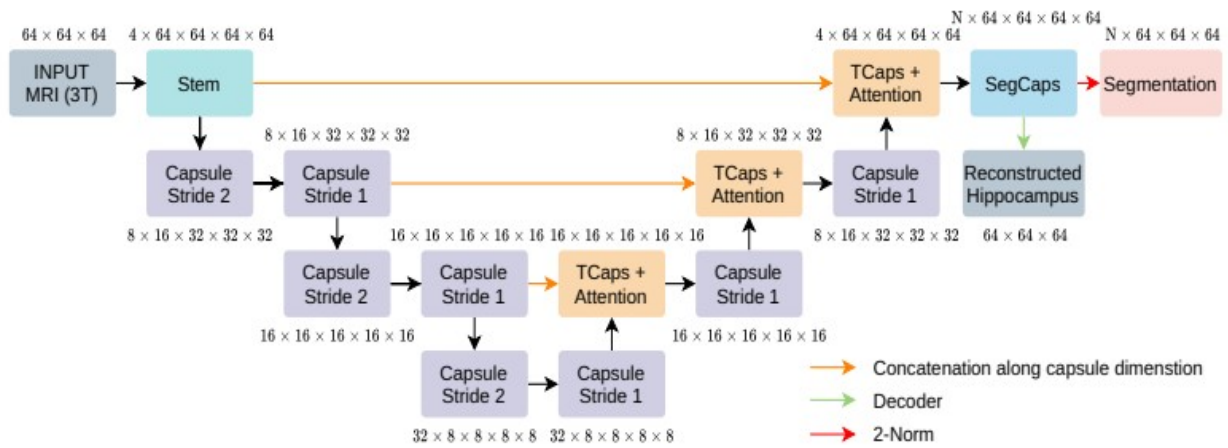 64 × 64 × 64
4 × 64 × 64 × 64 × 64
4 × 64 × 64 × 64 × 64
N × 64 × 64 × 64 × 64
N × 64 × 64 × 64
INPUT
MRI (3T)
Stem
TCaps +
Attention
SegCaps
Segmentation
8 × 16 × 32 × 32 × 32
8 × 16 × 32 × 32 × 32
Capsule
Stride 2
Capsule
Stride 1
TCaps +
Attention
Capsule
Stride 1
Reconstructed
Hippocampus
8 × 16 × 32 × 32 × 32
16 × 16 × 16 × 16 × 16
16 × 16 × 16 × 16 × 16
8 × 16 × 32 × 32 × 32
64 × 64 × 64
Capsule
Stride 2
Capsule
Stride 1
TCaps +
Attention
Capsule
Stride 1
16 × 16 × 16 × 16 × 16
16 × 16 × 16 × 16 × 16
Capsule
Stride 2
Capsule
Stride 1
32 × 8 × 8 × 8 × 8
32 × 8 × 8 × 8 × 8
Concatenation along capsule dimenstion
Decoder
2-Norm